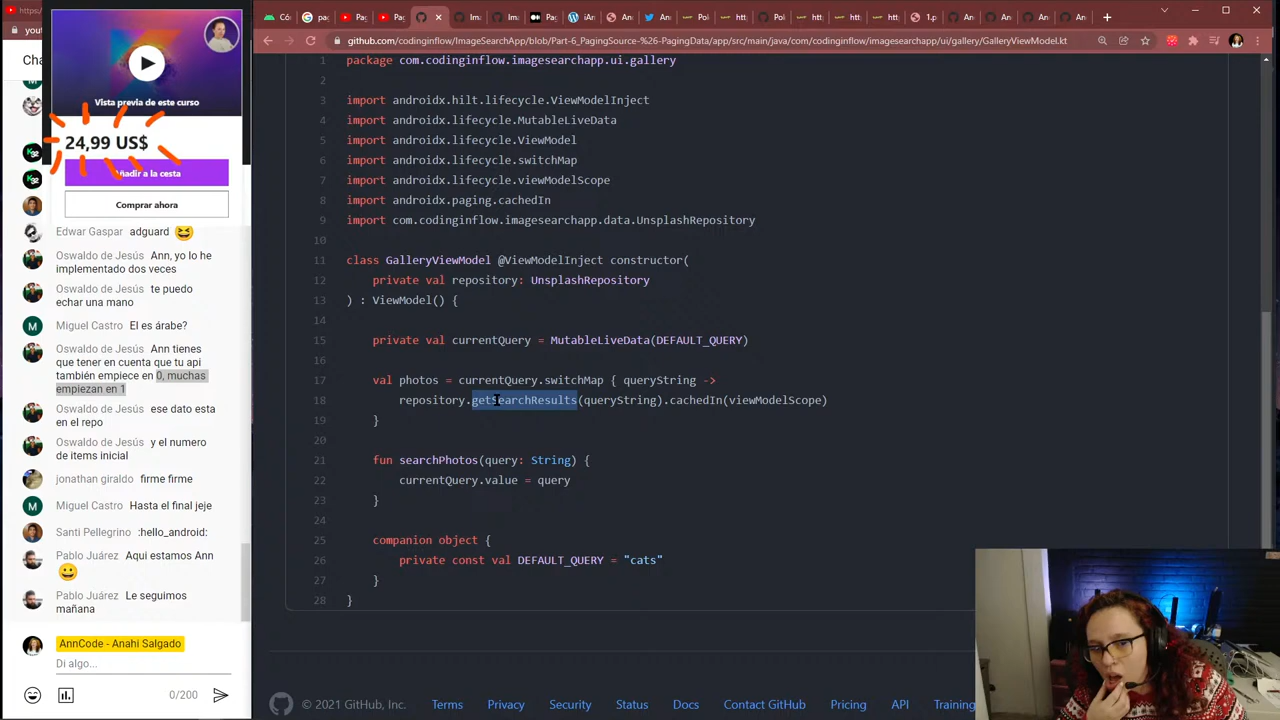 github.com/codinginflow/ImageSearchApp/blob/Part-6_PagingSource-%26-PagingData/app/src/main/java/com/codinginflow/imagesearchapp/ui/gallery/GalleryViewModel.kt
Vista previa de este curso
24,99 US$
Añadir a la cesta
Comprar ahora
Edwar Gaspar adguard
Oswaldo de Jesús Ann, yo lo he
implementado dos veces
Oswaldo de Jesús te puedo
echar una mano
Miguel Castro El es árabe?
Oswaldo de Jesús Ann tienes
que tener en cuenta que tu api
también empiece en 0, muchas
empiezan en 1
Oswaldo de Jesús ese dato esta
en el repo
Oswaldo de Jesús y el numero
de items inicial
jonathan giraldo firme firme
Miguel Castro Hasta el final jeje
Santi Pellegrino :hello_android:
Pablo Juárez Aqui estamos Ann
Pablo Juárez Le seguimos
mañana
AnnCode - Anahi Salgado
Di algo...
0/200
1 package com.codinginflow.imagesearchapp.ui.gallery
2
3 import androidx.hilt.lifecycle.ViewModelInject
4 import androidx.lifecycle.MutableLiveData
5 import androidx.lifecycle.ViewModel
6 import androidx.lifecycle.switchMap
7 import androidx.lifecycle.viewModelScope
8 import androidx.paging.cachedIn
9 import com.codinginflow.imagesearchapp.data.UnsplashRepository
10
11 class GalleryViewModel @ViewModelInject constructor(
12 private val repository: UnsplashRepository
13 ) : ViewModel() {
14
15 private val currentQuery = MutableLiveData(DEFAULT_QUERY)
16
17 val photos = currentQuery.switchMap { queryString ->
18 repository.getSearchResults(queryString).cachedIn(viewModelScope)
19 }
20
21 fun searchPhotos(query: String) {
22 currentQuery.value = query
23 }
24
25 companion object {
26 private const val DEFAULT_QUERY = "cats"
27 }
28 }
© 2021 GitHub, Inc. Terms Privacy Security Status Docs Contact GitHub Pricing API Training